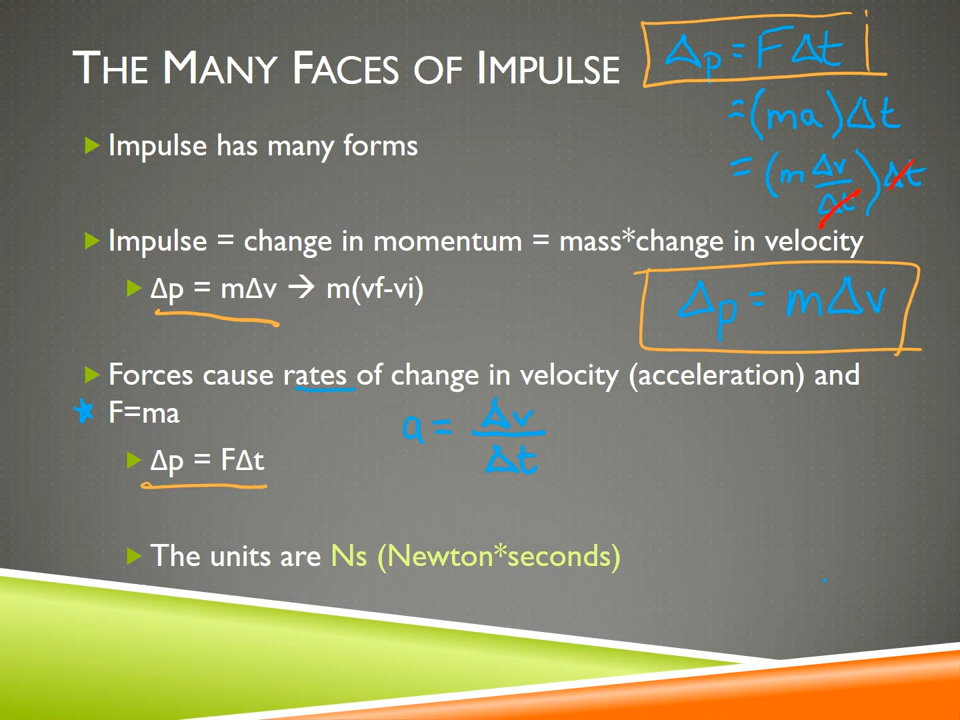 THE MANY FACES OF IMPULSE
Δp = FΔt
= (ma)Δt
= (m Δv/Δt)Δt
Impulse has many forms
Impulse = change in momentum = mass*change in velocity
Δp = mΔv → m(vf-vi)
Δp = mΔv
Forces cause rates of change in velocity (acceleration) and
F=ma
a = Δv/Δt
Δp = FΔt
The units are Ns (Newton*seconds)